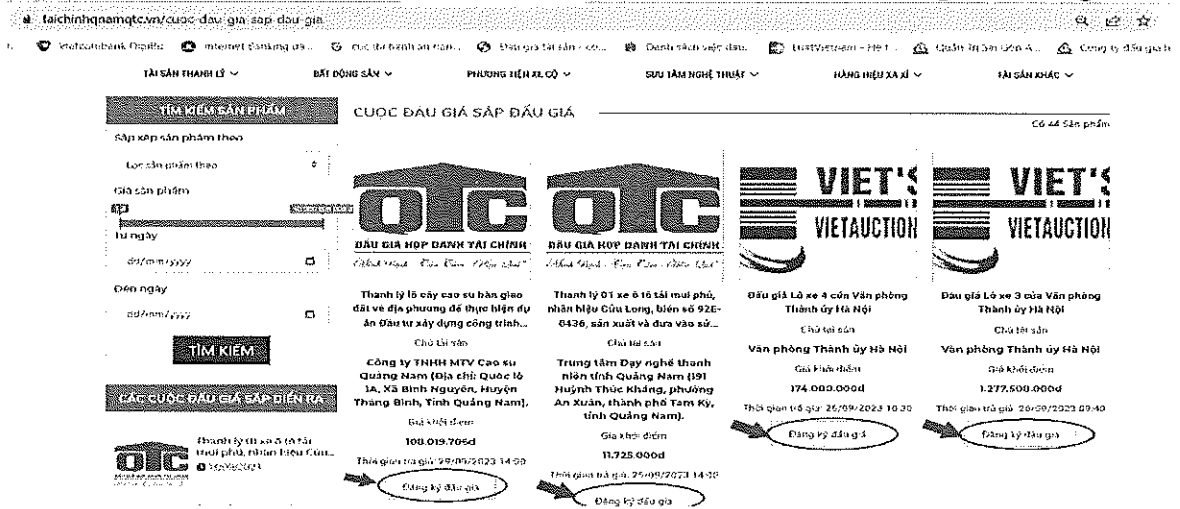 taichinhqnamqtc.vn/cuoc-dau-gia-sap-dau-gia
TÀI SẢN THANH LÝ
BẤT ĐỘNG SẢN
PHƯƠNG TIỆN XE CỘ
SƯU TẦM NGHỆ THUẬT
HÀNG HIỆU XA XỈ
TÀI SẢN KHÁC
TÌM KIẾM SẢN PHẨM
Sắp xếp sản phẩm theo
Lọc sản phẩm theo
Giá sản phẩm
Từ ngày
dd/mm/yyyy
Đến ngày
dd/mm/yyyy
TÌM KIẾM
CÁC CUỘC ĐẤU GIÁ SẮP DIỄN RA
Thanh lý 01 xe ô tô tải
mui phủ, nhãn hiệu Cửu...
CUỘC ĐẤU GIÁ SẮP ĐẤU GIÁ
Có 44 Sản phẩm
QTC
ĐẤU GIÁ HỢP DANH TÀI CHÍNH
Thanh lý lô cây cao su bàn giao
đất về địa phương để thực hiện dự
án Đầu tư xây dựng công trình...
Chủ tài sản
Công ty TNHH MTV Cao su
Quảng Nam (Địa chỉ: Quốc lộ
1A, Xã Bình Nguyên, Huyện
Thăng Bình, Tỉnh Quảng Nam).
Giá khởi điểm
108.019.705đ
Thời gian trả giá: 29/09/2023 14:00
Đăng ký đấu giá
QTC
ĐẤU GIÁ HỢP DANH TÀI CHÍNH
Thanh lý 01 xe ô tô tải mui phủ,
nhãn hiệu Cửu Long, biển số 92E-
0436, sản xuất và đưa vào sử...
Chủ tài sản
Trung tâm Dạy nghề thanh
niên tỉnh Quảng Nam (191
Huỳnh Thúc Kháng, phường
An Xuân, thành phố Tam Kỳ,
tỉnh Quảng Nam).
Giá khởi điểm
11.725.000đ
Thời gian trả giá: 25/09/2023 14:00
Đăng ký đấu giá
VIET'S
VIETAUCTION
Đấu giá Lô xe 4 của Văn phòng
Thành ủy Hà Nội
Chủ tài sản
Văn phòng Thành ủy Hà Nội
Giá khởi điểm
174.000.000đ
Thời gian trả giá: 26/09/2023 10:30
Đăng ký đấu giá
VIET'S
VIETAUCTION
Đấu giá Lô xe 3 của Văn phòng
Thành ủy Hà Nội
Chủ tài sản
Văn phòng Thành ủy Hà Nội
Giá khởi điểm
1.277.500.000đ
Thời gian trả giá: 26/09/2023 09:40
Đăng ký đấu giá